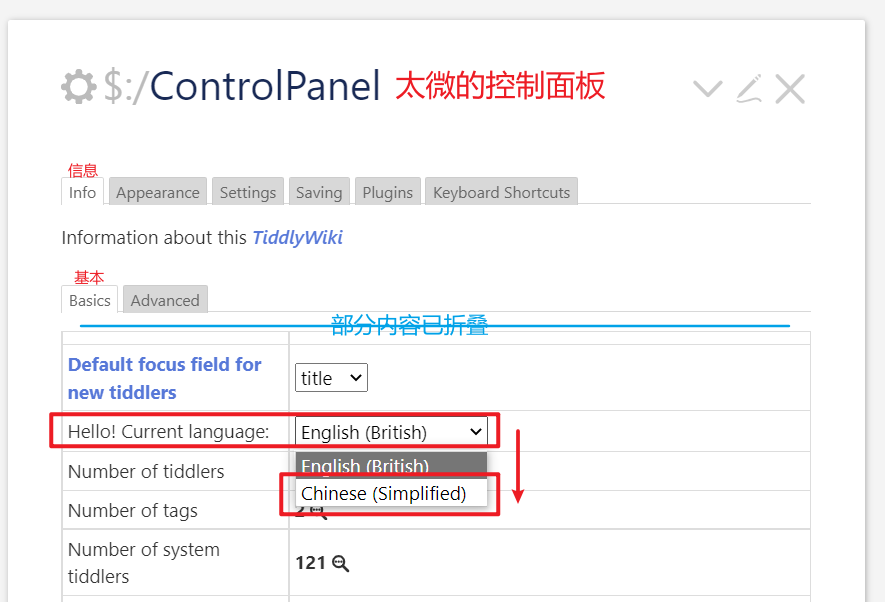 $:/ControlPanel 太微的控制面板
信息
Info Appearance Settings Saving Plugins Keyboard Shortcuts
Information about this TiddlyWiki
基本
Basics Advanced
部分内容已折叠
Default focus field for
new tiddlers
title
Hello! Current language: English (British)
English (British)
Number of tiddlers
Chinese (Simplified)
Number of tags 2
Number of system
tiddlers
121